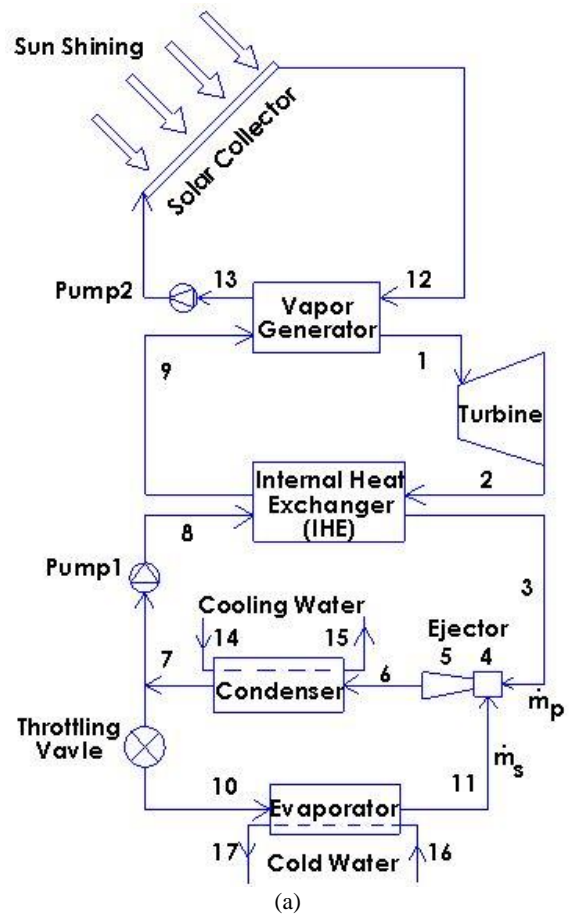 Sun Shining
Solar Collector
Pump2
13
12
Vapor
Generator
9
1
Turbine
Internal Heat
Exchanger
(IHE)
2
8
Pump1
3
Cooling Water
Ejector
7
14
15
6
5
4
Condenser
ṁp
Throttling
Vavle
ṁs
10
11
Evaporator
17
16
Cold Water
(a)